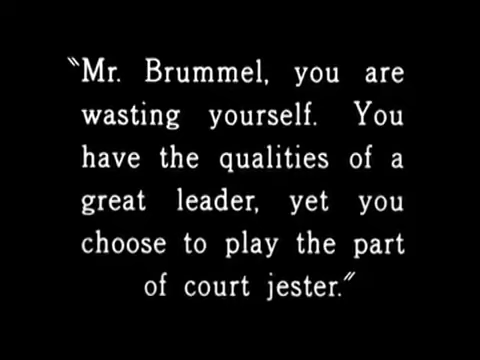 "Mr. Brummel, you are
wasting yourself. You
have the qualities of a
great leader, yet you
choose to play the part
of court jester."